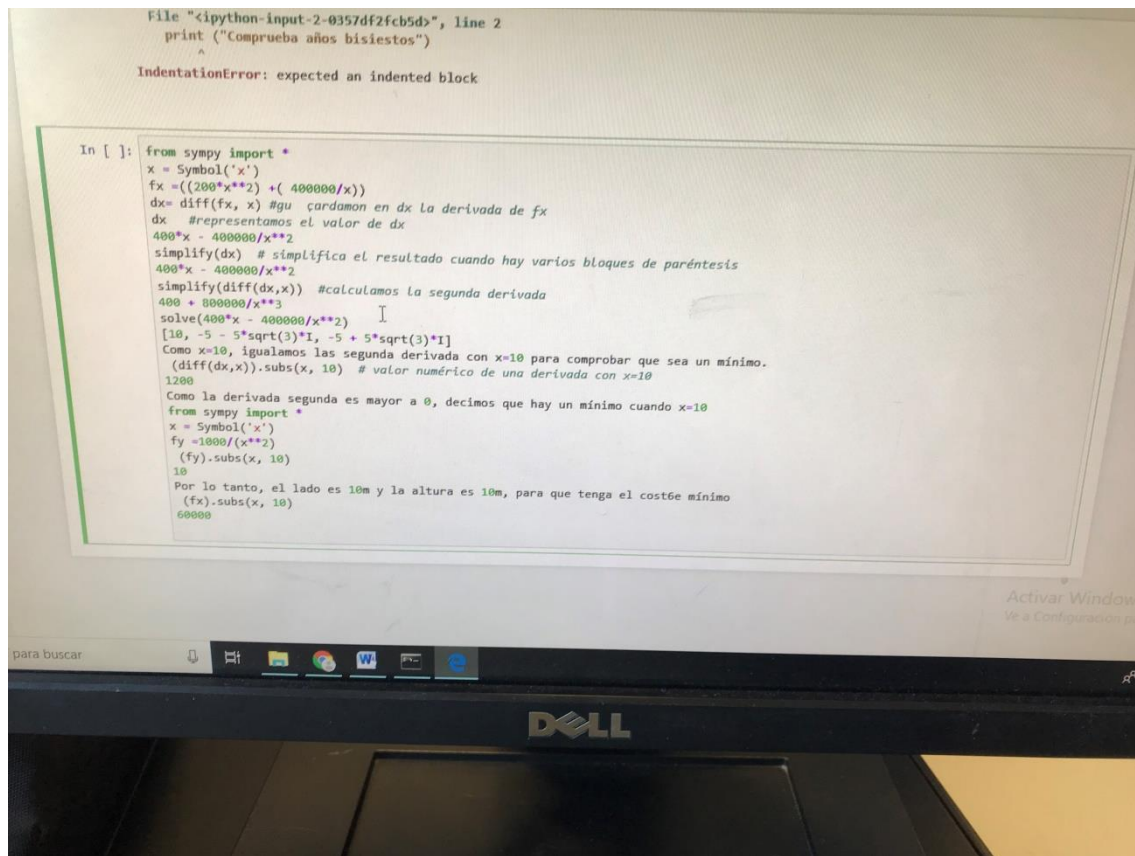 File "<ipython-input-2-0357df2fcb5d>", line 2
print ("Comprueba años bisiestos")
^
IndentationError: expected an indented block
In [ ]: from sympy import *
x = Symbol('x')
fx =((200*x**2) +( 400000/x))
dx= diff(fx, x) #gu çardamon en dx la derivada de fx
dx #representamos el valor de dx
400*x - 400000/x**2
simplify(dx) # simplifica el resultado cuando hay varios bloques de paréntesis
400*x - 400000/x**2
simplify(diff(dx,x)) #calculamos la segunda derivada
400 + 800000/x**3
solve(400*x - 400000/x**2)
[10, -5 - 5*sqrt(3)*I, -5 + 5*sqrt(3)*I]
Como x=10, igualamos las segunda derivada con x=10 para comprobar que sea un mínimo.
(diff(dx,x)).subs(x, 10) # valor numérico de una derivada con x=10
1200
Como la derivada segunda es mayor a 0, decimos que hay un mínimo cuando x=10
from sympy import *
x = Symbol('x')
fy =1000/(x**2)
(fy).subs(x, 10)
10
Por lo tanto, el lado es 10m y la altura es 10m, para que tenga el cost6e mínimo
(fx).subs(x, 10)
60000
Activar Window
Ve a Configuración p
para buscar
W
DELL